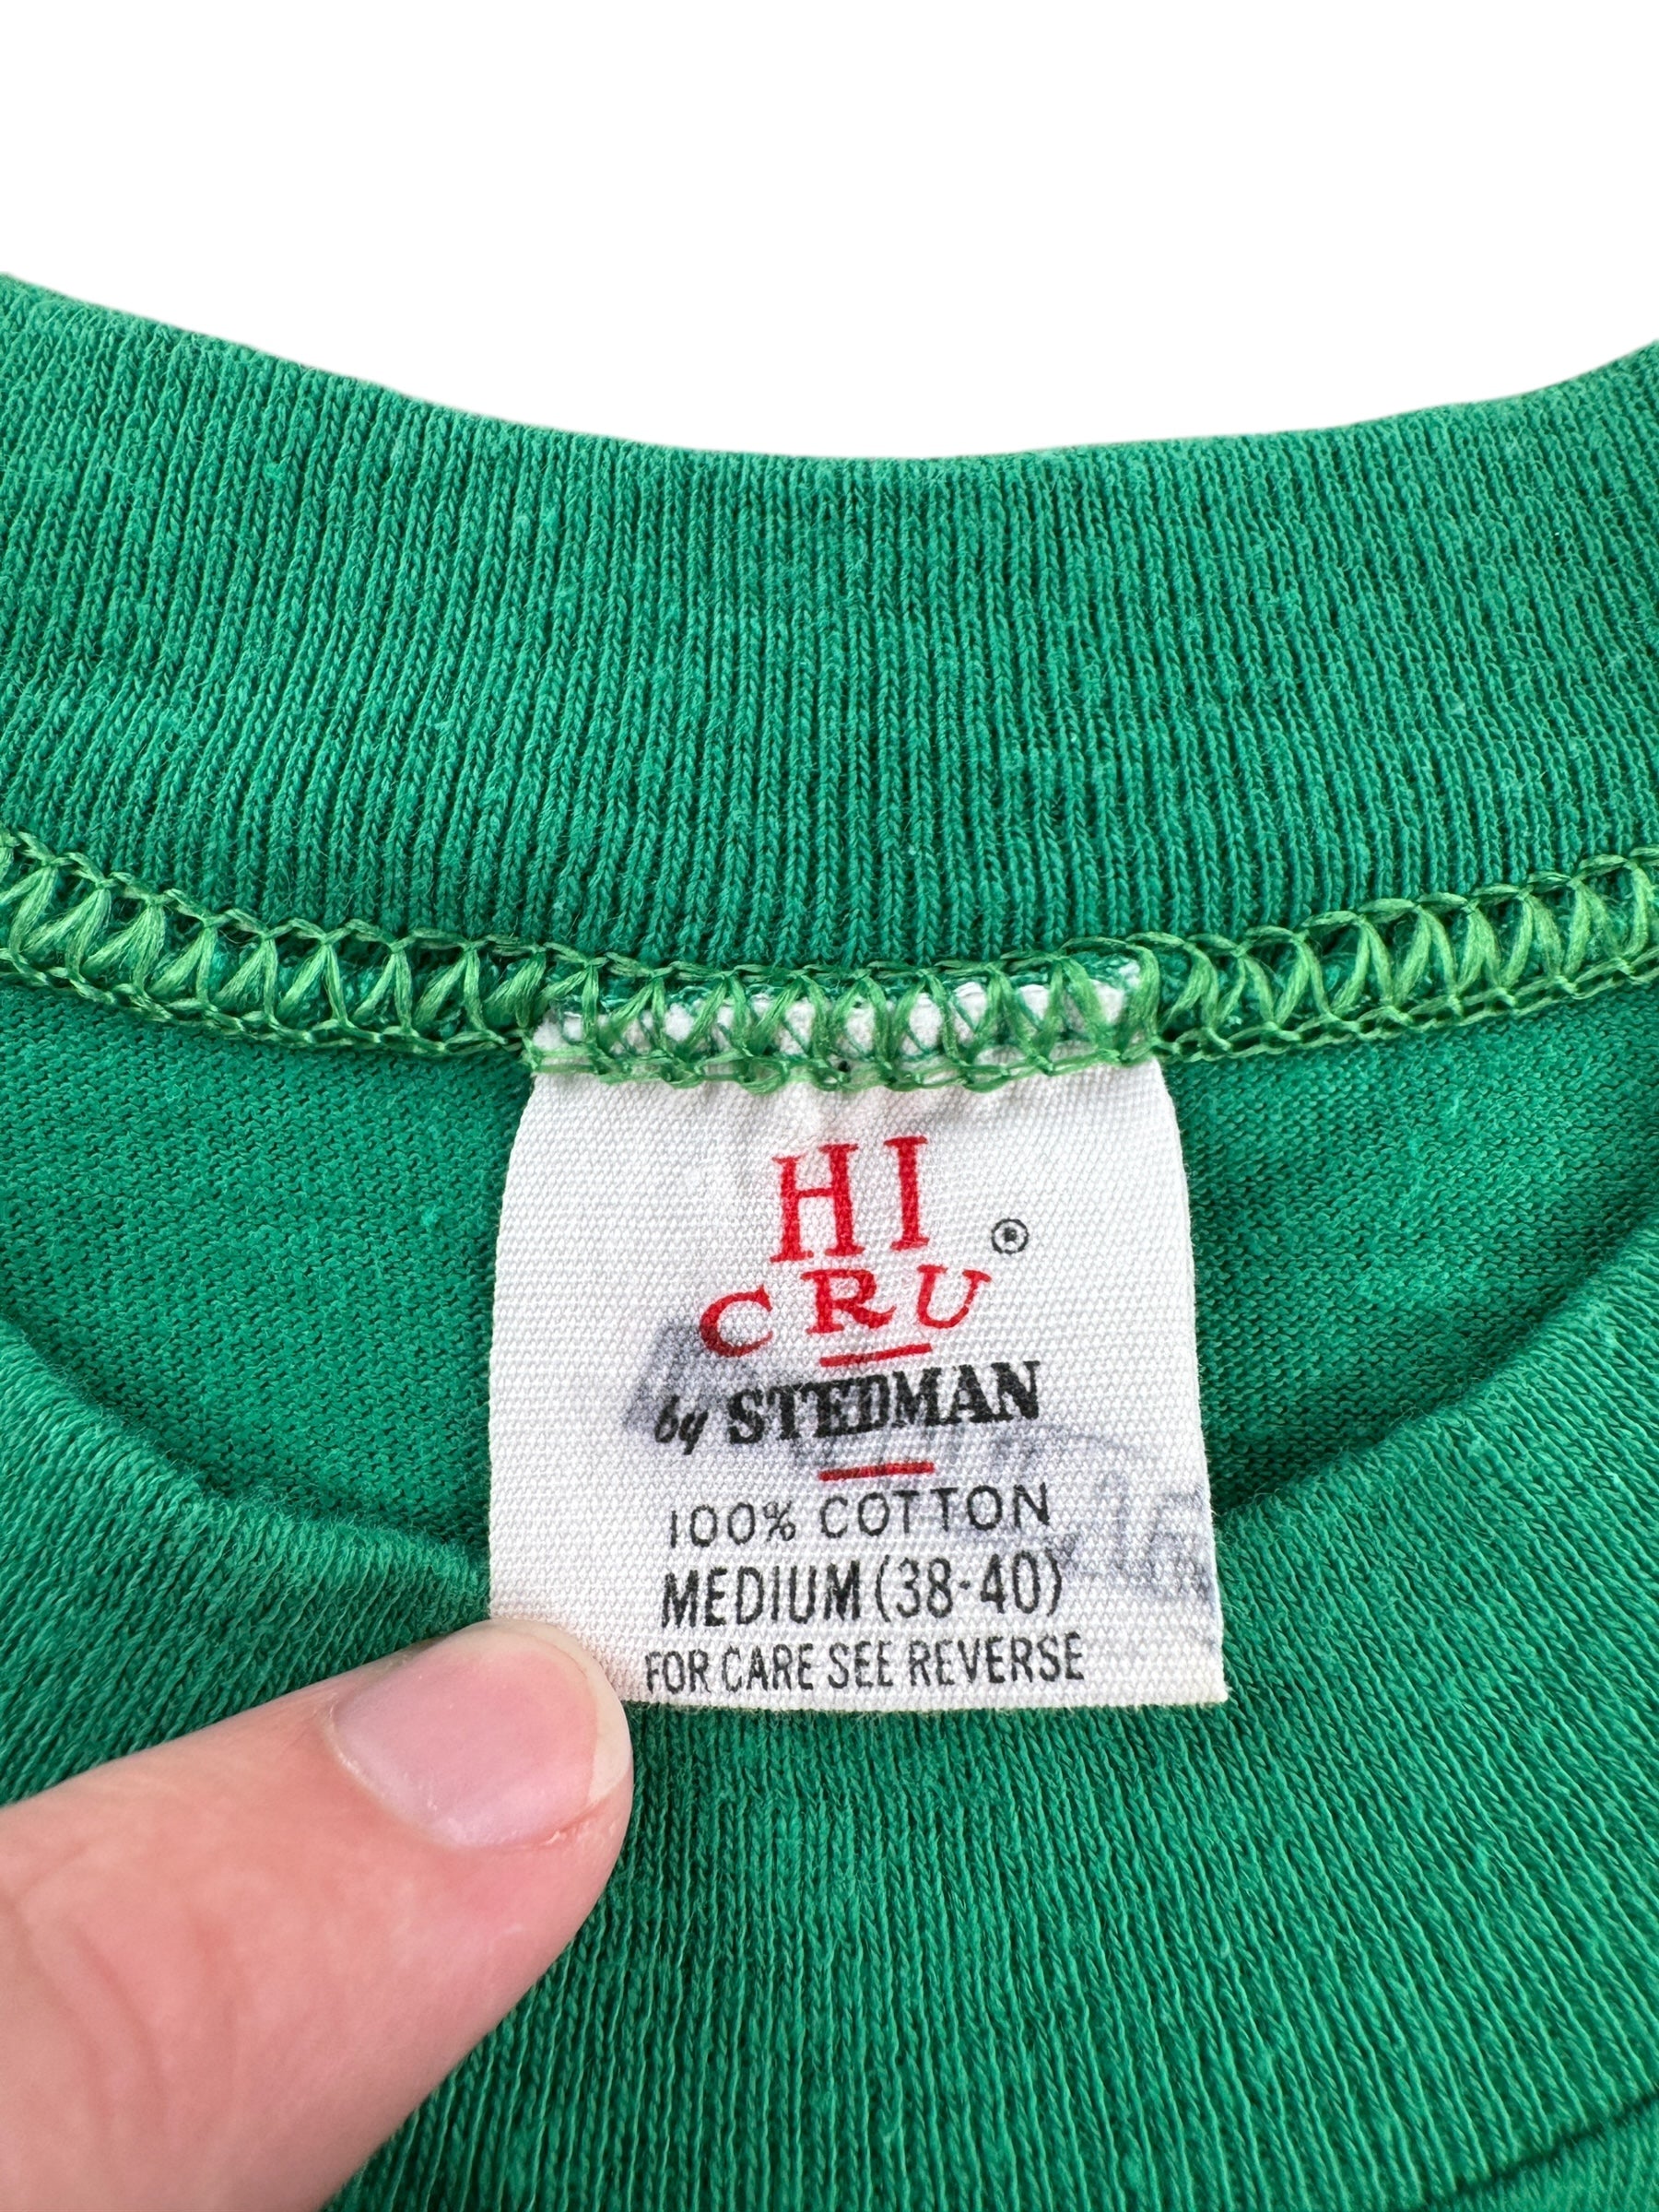 HI
CRU ®
by STEDMAN
100% COTTON
MEDIUM (38-40)
FOR CARE SEE REVERSE